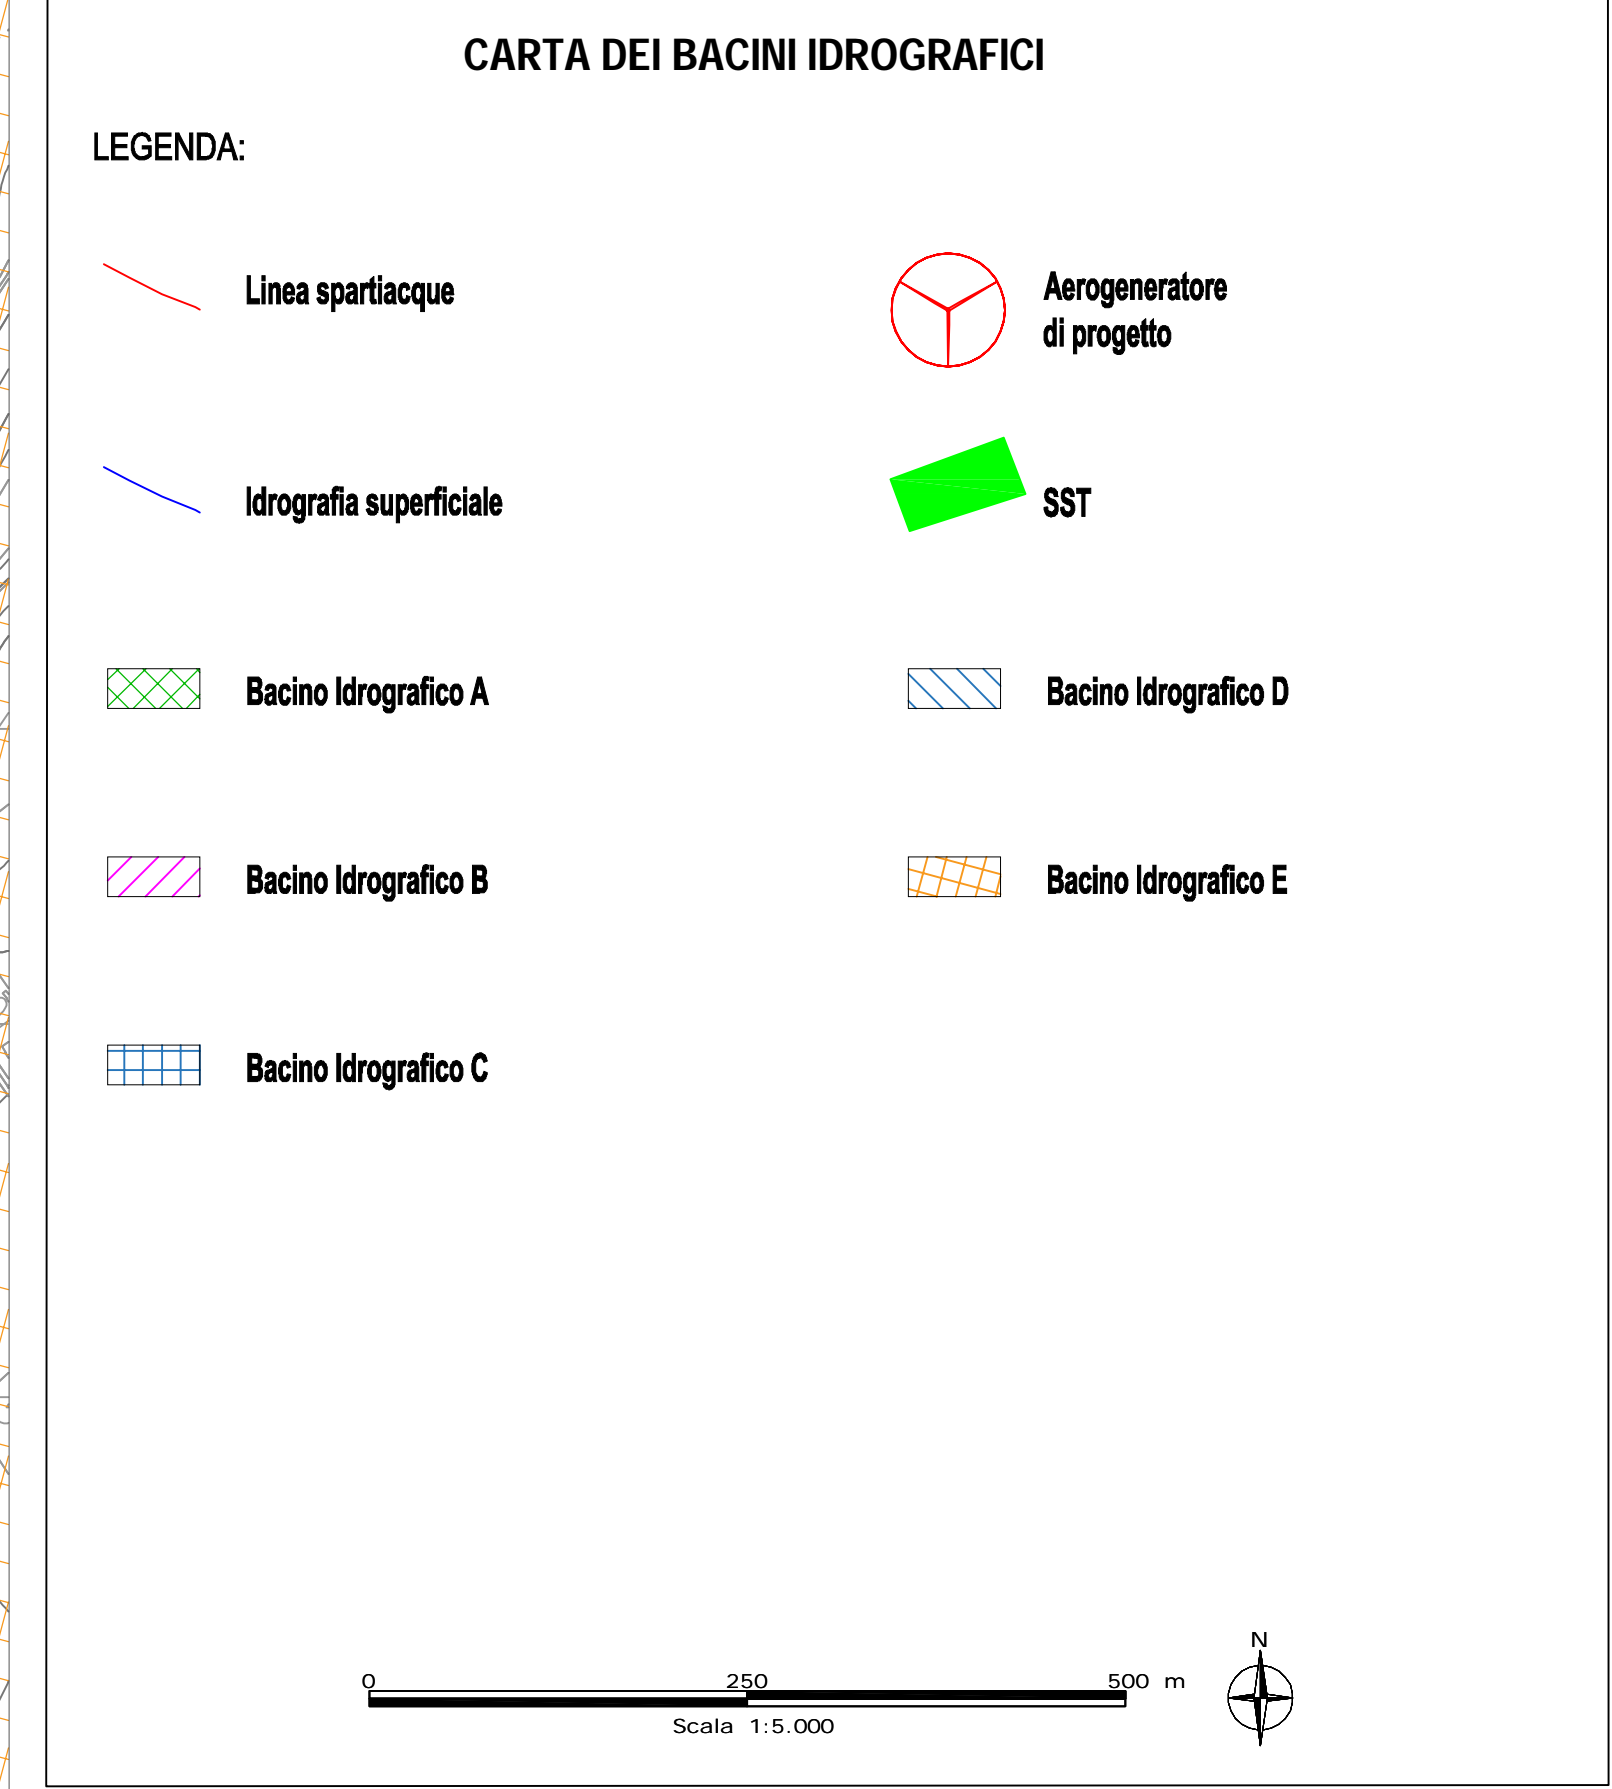 CARTA DEI BACINI IDROGRAFICI
LEGENDA:
Linea spartiacque
Aerogeneratore
di progetto
Idrografia superficiale
SST
Bacino Idrografico A
Bacino Idrografico D
Bacino Idrografico B
Bacino Idrografico E
Bacino Idrografico C
N
0 250 500 m
Scala 1:5.000